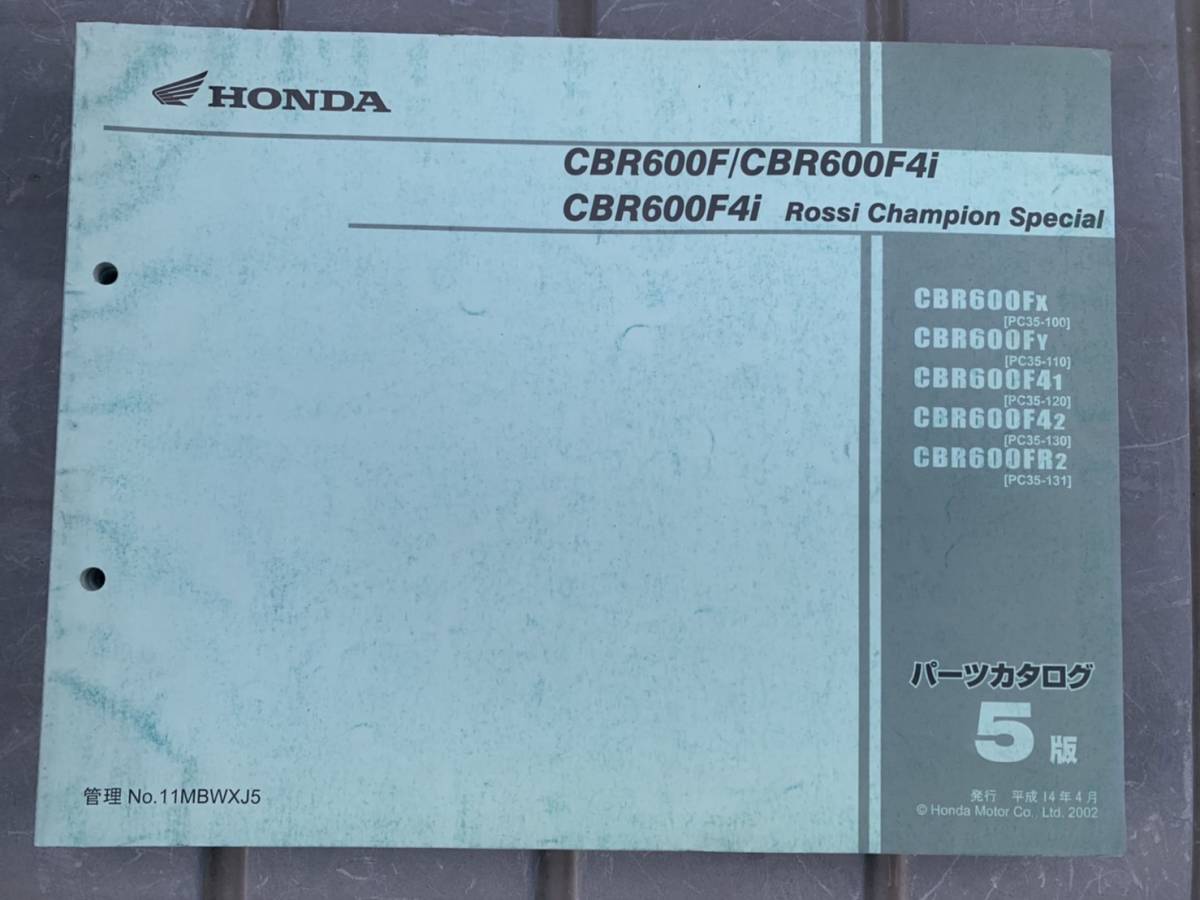 HONDA
CBR600F/CBR600F4i
CBR600F4i Rossi Champion Special
CBR600FX
[PC35-100]
CBR600FY
[PC35-110]
CBR600F41
[PC35-120]
CBR600F42
[PC35-130]
CBR600FR2
[PC35-131]
パーツカタログ
5版
管理 No.11MBWXJ5
発行 平成14年4月
© Honda Motor Co., Ltd. 2002